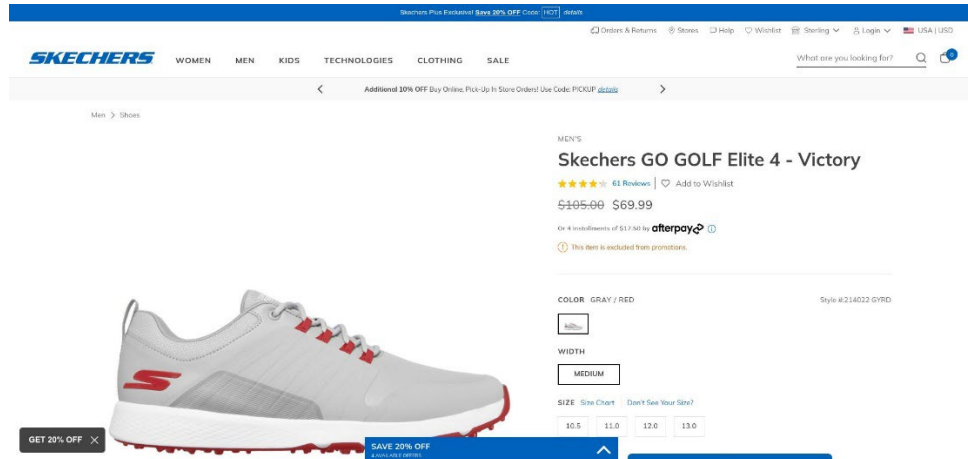 Skechers Plus Exclusive! Save 20% OFF Code: HOT details
Orders & Returns Stores Help Wishlist Sterling Login USA | USD
SKECHERS WOMEN MEN KIDS TECHNOLOGIES CLOTHING SALE What are you looking for? 0
Additional 10% OFF Buy Online, Pick-Up In Store Orders! Use Code: PICKUP details
Men > Shoes
MEN'S
Skechers GO GOLF Elite 4 - Victory
61 Reviews Add to Wishlist
$105.00 $69.99
Or 4 installments of $17.50 by afterpay
This item is excluded from promotions.
COLOR GRAY / RED Style #:214022 GYRD
WIDTH
MEDIUM
SIZE Size Chart Don't See Your Size?
10.5 11.0 12.0 13.0
GET 20% OFF
SAVE 20% OFF
4 AVAILABLE OFFERS